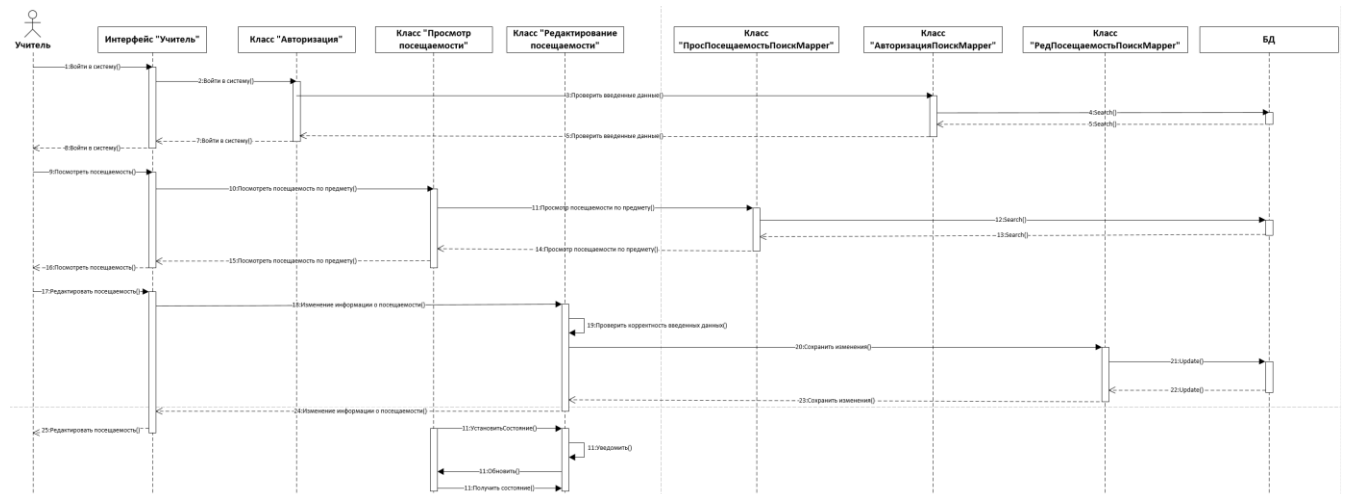 Учитель
Интерфейс "Учитель"
Класс "Авторизация"
Класс "Просмотр
посещаемости"
Класс "Редактирование
посещаемости"
Класс
"ПросПосещаемостьПоискMapper"
Класс
"АвторизацияПоискMapper"
Класс
"РедПосещаемостьПоискMapper"
БД
1:Войти в систему()
2:Войти в систему()
3:Проверить введенные данные()
4:Search()
5:Search()
6:Проверить введенные данные()
7:Войти в систему()
8:Войти в систему()
9:Посмотреть посещаемость()
10:Посмотреть посещаемость по предмету()
11:Просмотр посещаемости по предмету()
12:Search()
13:Search()
14:Просмотр посещаемости по предмету()
15:Посмотреть посещаемость по предмету()
16:Посмотреть посещаемость()
17:Редактировать посещаемость()
18:Изменение информации о посещаемости()
19:Проверить корректность введенных данных()
20:Сохранить изменения()
21:Update()
22:Update()
23:Сохранить изменения()
24:Изменение информации о посещаемости()
25:Редактировать посещаемость()
11:УстановитьСостояние()
11:Уведомить()
11:Обновить()
11:Получить состояние()